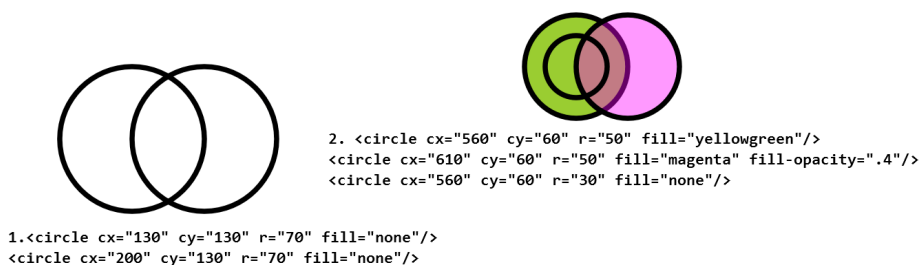 2. <circle cx="560" cy="60" r="50" fill="yellowgreen"/>
<circle cx="610" cy="60" r="50" fill="magenta" fill-opacity=".4"/>
<circle cx="560" cy="60" r="30" fill="none"/>
1.<circle cx="130" cy="130" r="70" fill="none"/>
<circle cx="200" cy="130" r="70" fill="none"/>